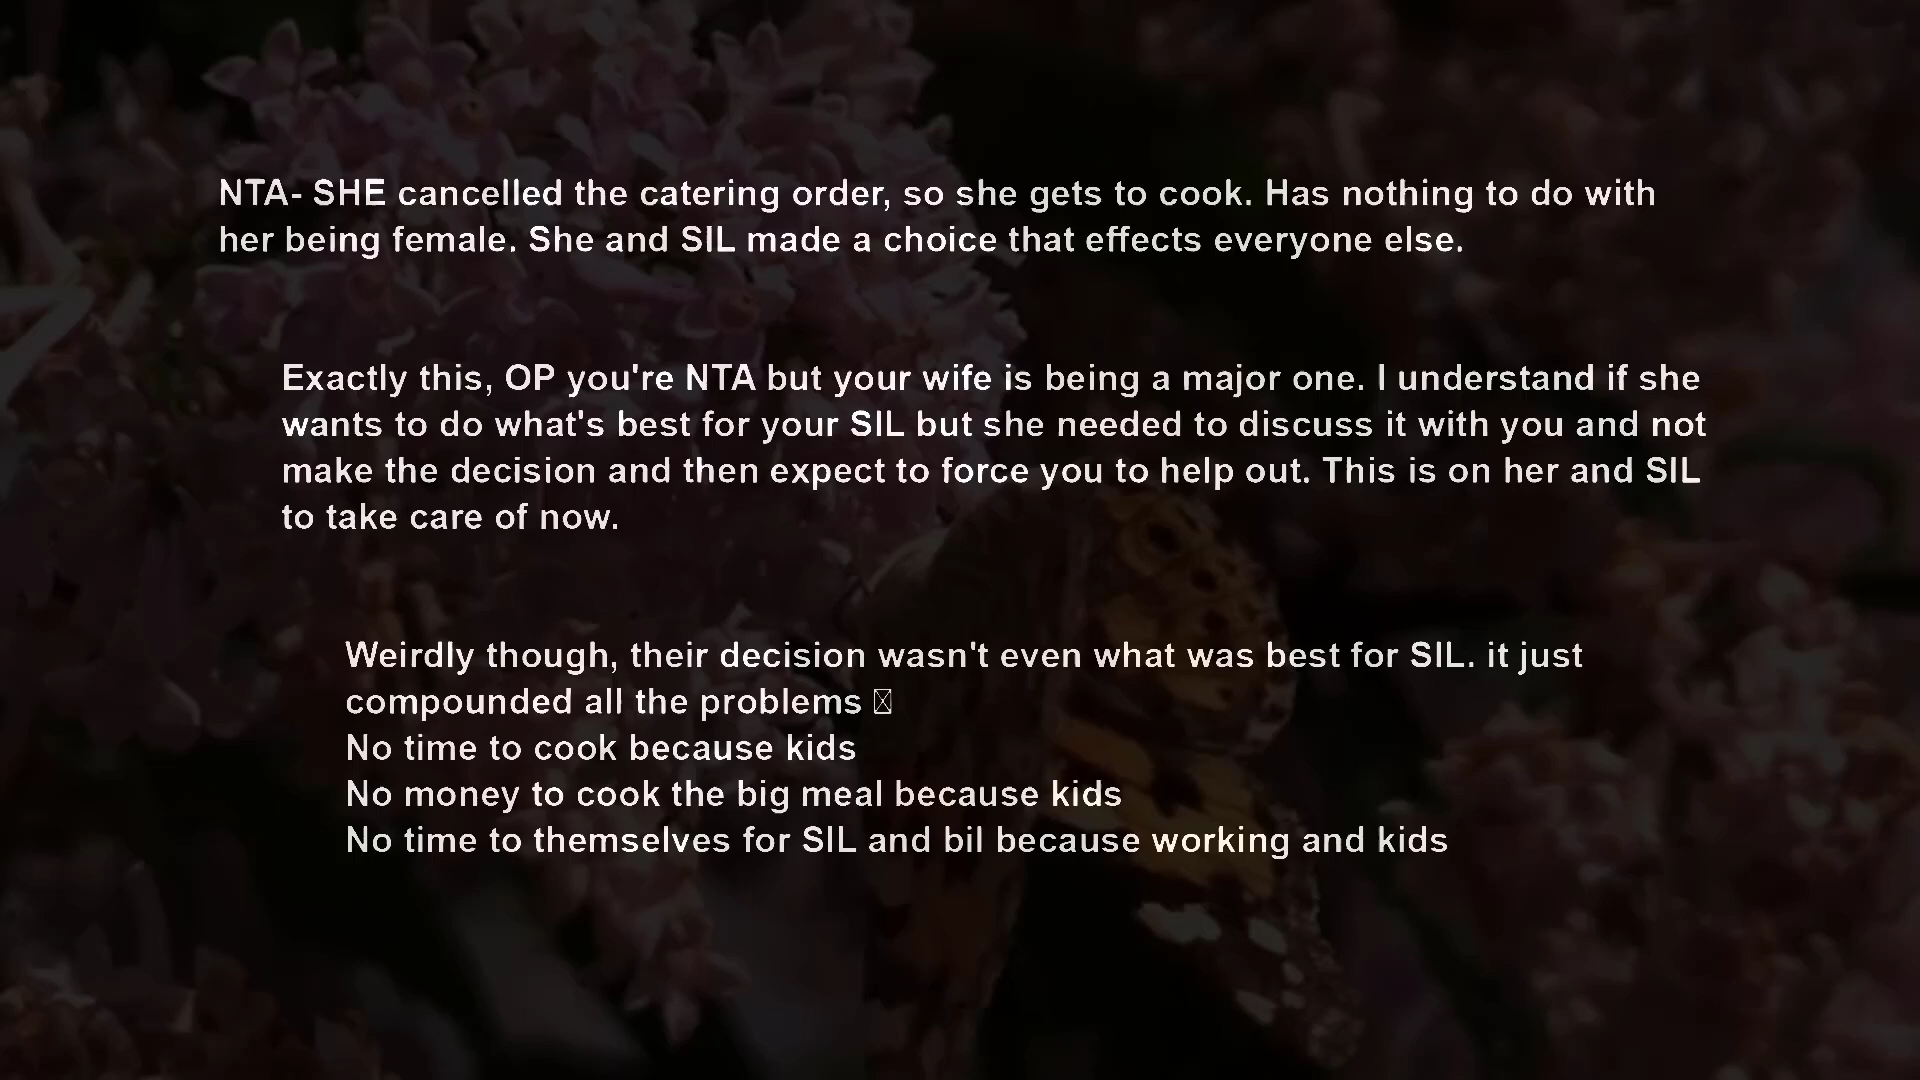 NTA- SHE cancelled the catering order, so she gets to cook. Has nothing to do with
her being female. She and SIL made a choice that effects everyone else.
Exactly this, OP you're NTA but your wife is being a major one. I understand if she
wants to do what's best for your SIL but she needed to discuss it with you and not
make the decision and then expect to force you to help out. This is on her and SIL
to take care of now.
Weirdly though, their decision wasn't even what was best for SIL. it just
compounded all the problems
No time to cook because kids
No money to cook the big meal because kids
No time to themselves for SIL and bil because working and kids